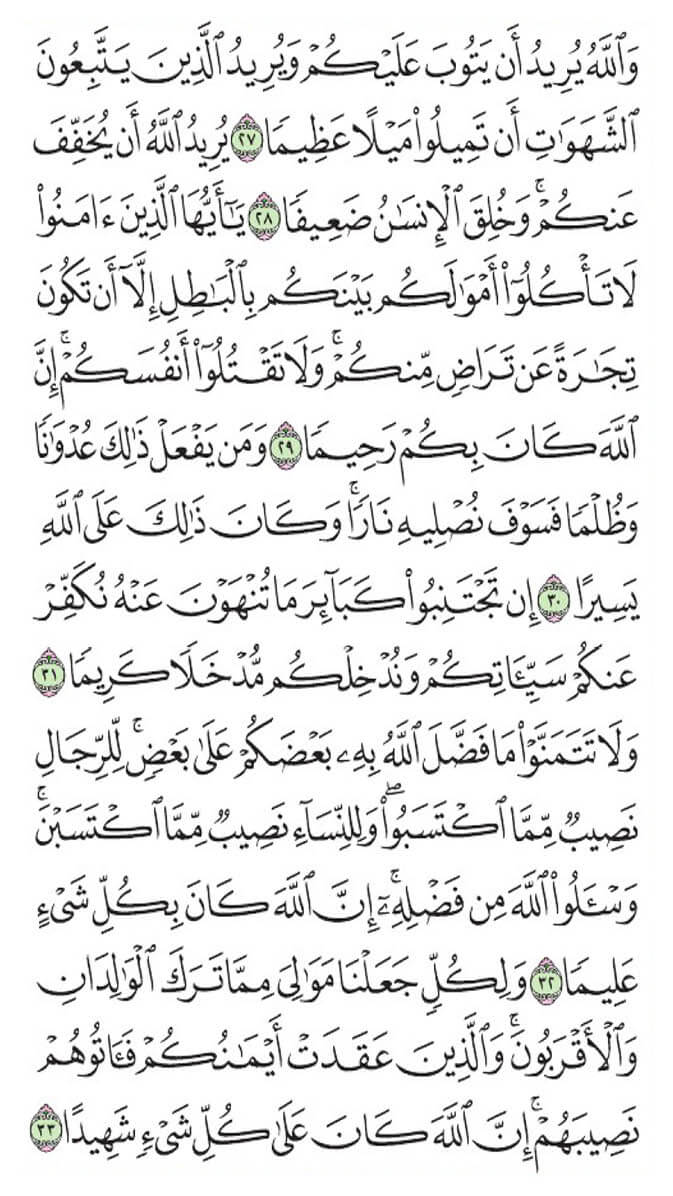 وَٱللَّهُ يُرِيدُ أَن يَتُوبَ عَلَيۡكُمۡ وَيُرِيدُ ٱلَّذِينَ يَتَّبِعُونَ
ٱلشَّهَوَٰتِ أَن تَمِيلُواْ مَيۡلًا عَظِيمٗا ٢٧ يُرِيدُ ٱللَّهُ أَن يُخَفِّفَ
عَنكُمۡۚ وَخُلِقَ ٱلۡإِنسَٰنُ ضَعِيفٗا ٢٨ يَٰٓأَيُّهَا ٱلَّذِينَ ءَامَنُواْ
لَا تَأۡكُلُوٓاْ أَمۡوَٰلَكُم بَيۡنَكُم بِٱلۡبَٰطِلِ إِلَّآ أَن تَكُونَ
تِجَٰرَةً عَن تَرَاضٖ مِّنكُمۡۚ وَلَا تَقۡتُلُوٓاْ أَنفُسَكُمۡۚ إِنَّ
ٱللَّهَ كَانَ بِكُمۡ رَحِيمٗا ٢٩ وَمَن يَفۡعَلۡ ذَٰلِكَ عُدۡوَٰنٗا
وَظُلۡمٗا فَسَوۡفَ نُصۡلِيهِ نَارٗاۚ وَكَانَ ذَٰلِكَ عَلَى ٱللَّهِ
يَسِيرًا ٣٠ إِن تَجۡتَنِبُواْ كَبَآئِرَ مَا تُنۡهَوۡنَ عَنۡهُ نُكَفِّرۡ
عَنكُمۡ سَيِّـَٔاتِكُمۡ وَنُدۡخِلۡكُم مُّدۡخَلٗا كَرِيمٗا ٣١
وَلَا تَتَمَنَّوۡاْ مَا فَضَّلَ ٱللَّهُ بِهِۦ بَعۡضَكُمۡ عَلَىٰ بَعۡضٖۚ لِّلرِّجَالِ
نَصِيبٞ مِّمَّا ٱكۡتَسَبُواْۖ وَلِلنِّسَآءِ نَصِيبٞ مِّمَّا ٱكۡتَسَبۡنَۚ
وَسۡـَٔلُواْ ٱللَّهَ مِن فَضۡلِهِۦٓۚ إِنَّ ٱللَّهَ كَانَ بِكُلِّ شَيۡءٍ
عَلِيمٗا ٣٢ وَلِكُلّٖ جَعَلۡنَا مَوَٰلِيَ مِمَّا تَرَكَ ٱلۡوَٰلِدَانِ
وَٱلۡأَقۡرَبُونَۚ وَٱلَّذِينَ عَقَدَتۡ أَيۡمَٰنُكُمۡ فَـَٔاتُوهُمۡ
نَصِيبَهُمۡۚ إِنَّ ٱللَّهَ كَانَ عَلَىٰ كُلِّ شَيۡءٖ شَهِيدًا ٣٣